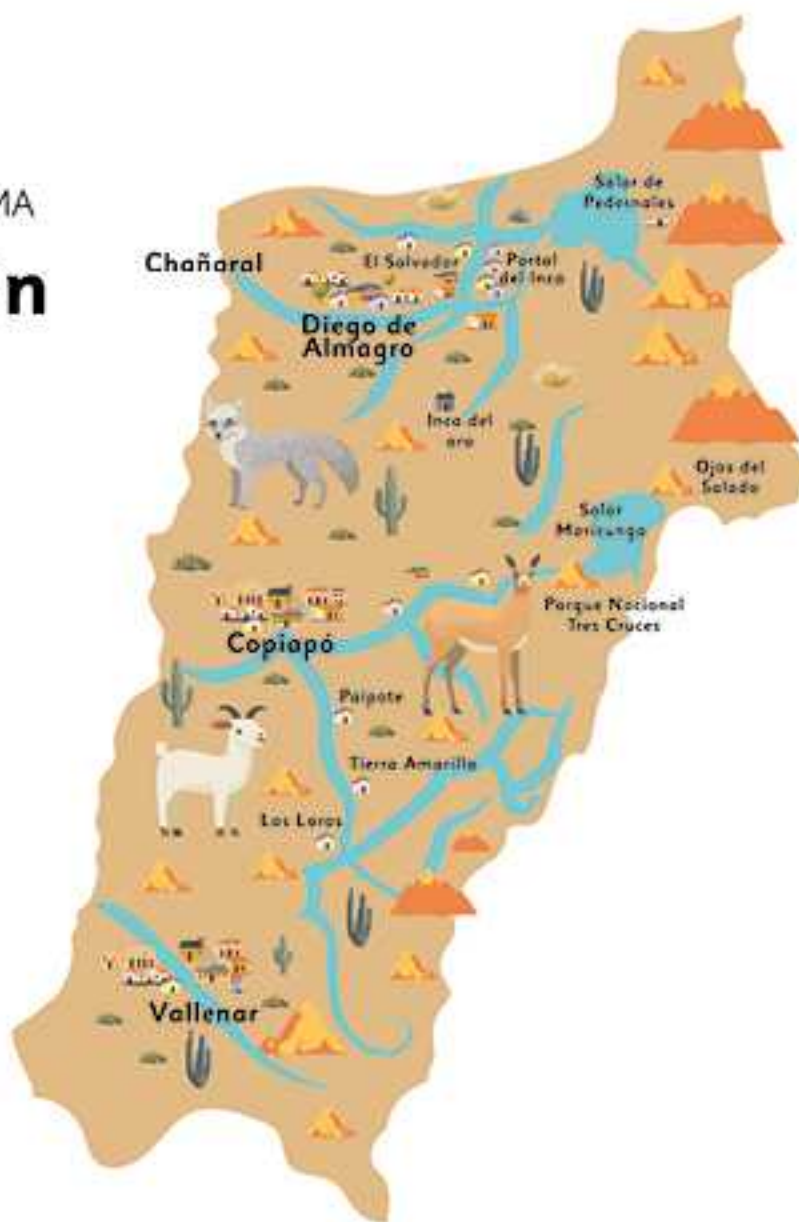 MA
n
Salar de
Pedernales
Chañaral
El Salvador
Portal
del Inca
Diego de
Almagro
Inca del
oro
Ojos del
Salado
Salar
Maricunga
Parque Nacional
Tres Cruces
Copiapó
Paipote
Tierra Amarilla
Los Loros
Vallenar